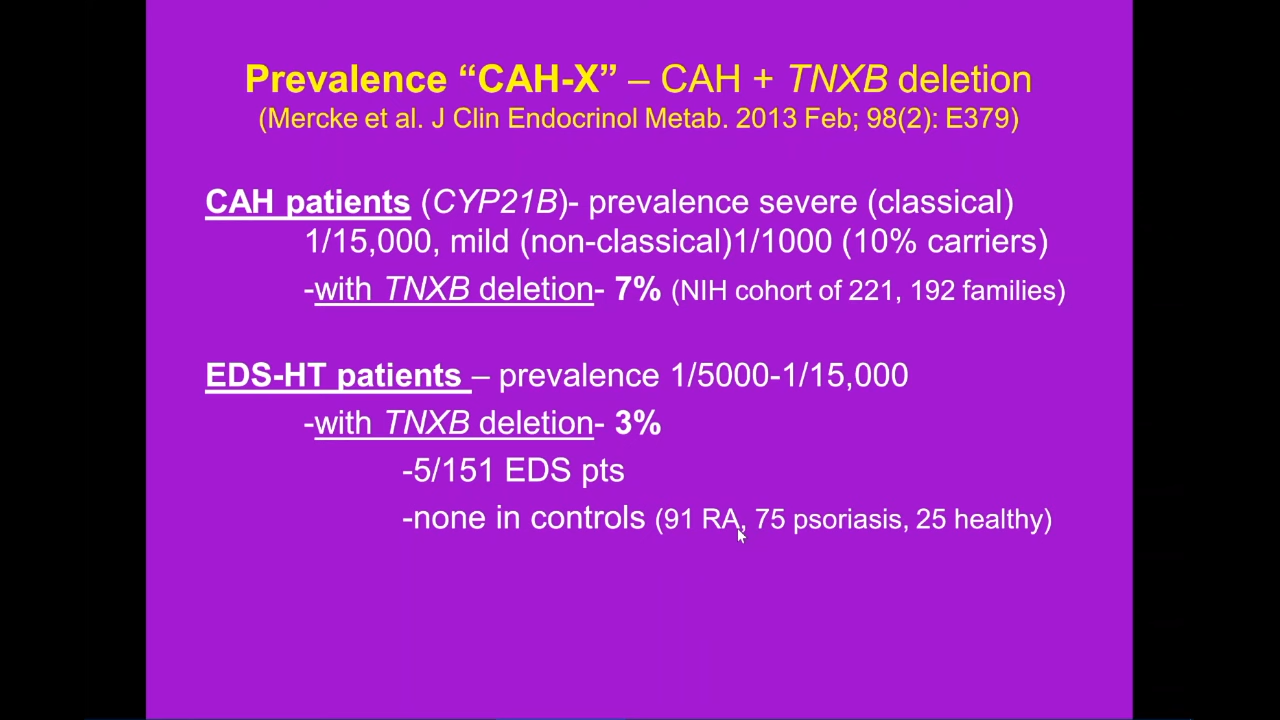 Prevalence “CAH-X” – CAH + TNXB deletion
(Mercke et al. J Clin Endocrinol Metab. 2013 Feb; 98(2): E379)
CAH patients (CYP21B)- prevalence severe (classical)
1/15,000, mild (non-classical)1/1000 (10% carriers)
-with TNXB deletion- 7% (NIH cohort of 221, 192 families)
EDS-HT patients – prevalence 1/5000-1/15,000
-with TNXB deletion- 3%
-5/151 EDS pts
-none in controls (91 RA, 75 psoriasis, 25 healthy)